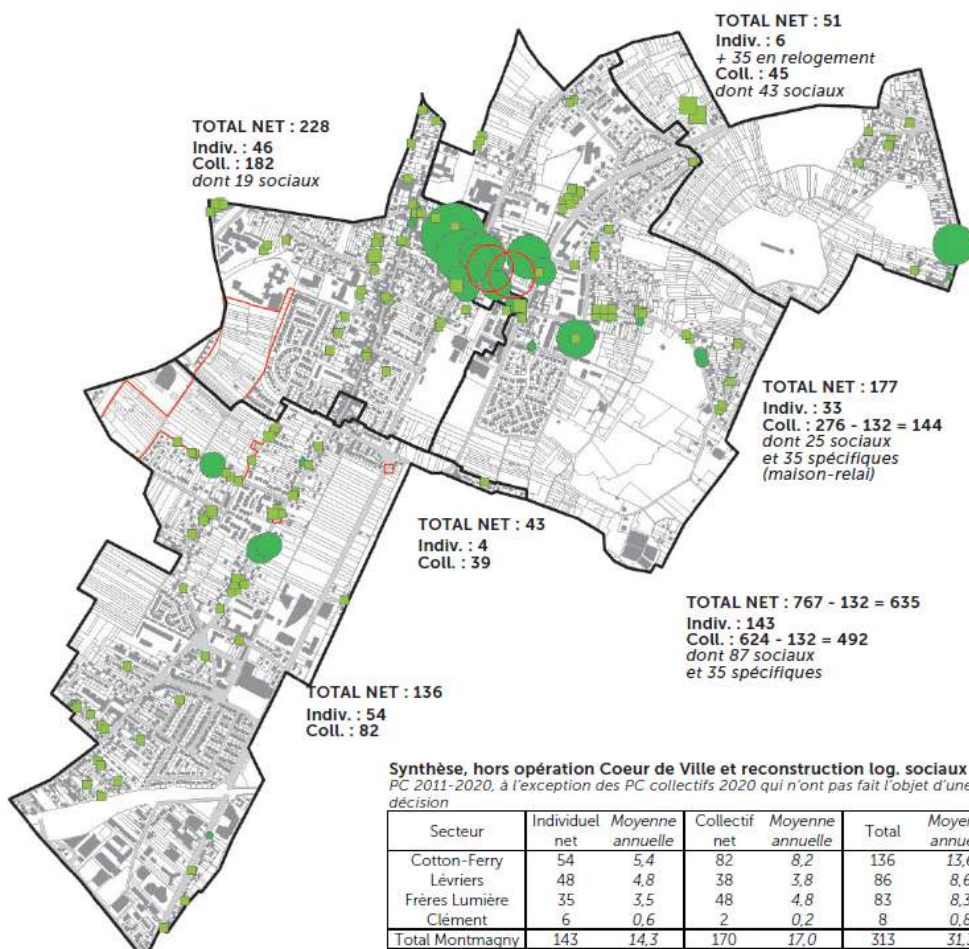 TOTAL NET : 51
Indiv. : 6
+ 35 en relogement
Coll. : 45
dont 43 sociaux
TOTAL NET : 228
Indiv. : 46
Coll. : 182
dont 19 sociaux
TOTAL NET : 177
Indiv. : 33
Coll. : 276 - 132 = 144
dont 25 sociaux
et 35 spécifiques
(maison-relai)
TOTAL NET : 43
Indiv. : 4
Coll. : 39
TOTAL NET : 767 - 132 = 635
Indiv. : 143
Coll. : 624 - 132 = 492
dont 87 sociaux
et 35 spécifiques
TOTAL NET : 136
Indiv. : 54
Coll. : 82
Synthèse, hors opération Coeur de Ville et reconstruction log. sociaux
PC 2011-2020, à l'exception des PC collectifs 2020 qui n'ont pas fait l'objet d'une
décision
Secteur Individuel Moyenne Collectif Moyenne Total
net annuelle net annuelle
Cotton-Ferry 54 5,4 82 8,2 136
Lévriers 48 4,8 38 3,8 86 8,6
Frères Lumière 35 3,5 48 4,8 83 8,3
Clément 6 0,6 2 0,2 8 0,8
Total Montmagny 143 14,3 170 17,0 313